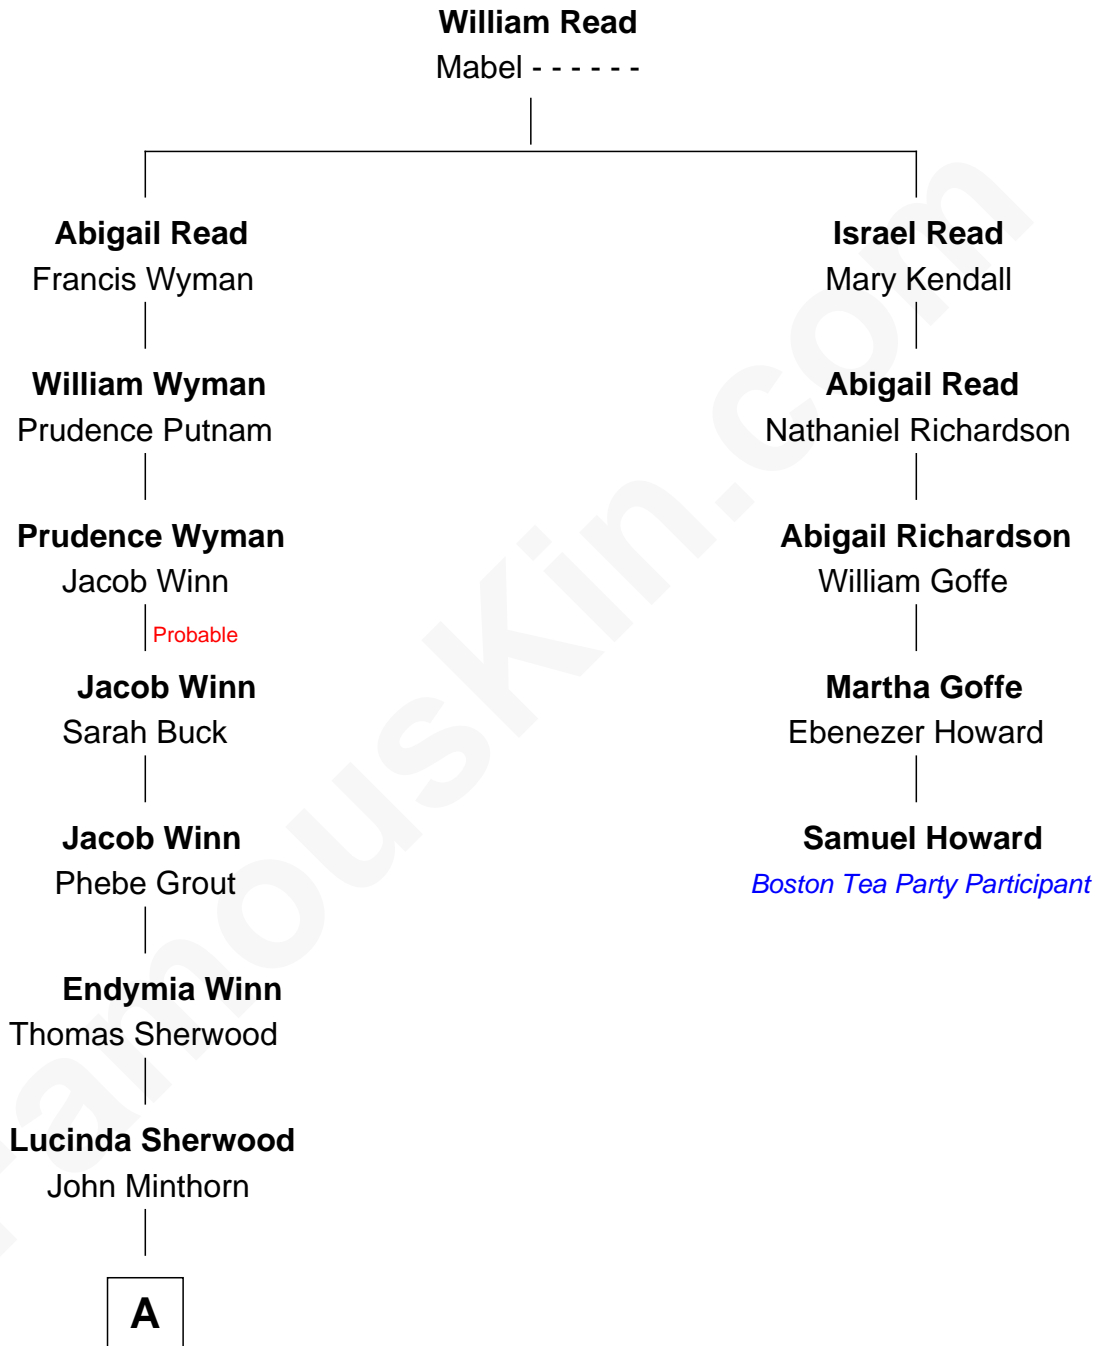 William Read
Mabel - - - - - -
Abigail Read
Francis Wyman
William Wyman
Prudence Putnam
Prudence Wyman
Jacob Winn
Probable
Jacob Winn
Sarah Buck
Jacob Winn
Phebe Grout
Endymia Winn
Thomas Sherwood
Lucinda Sherwood
John Minthorn
A
Israel Read
Mary Kendall
Abigail Read
Nathaniel Richardson
Abigail Richardson
William Goffe
Martha Goffe
Ebenezer Howard
Samuel Howard
Boston Tea Party Participant
FamousKin.com